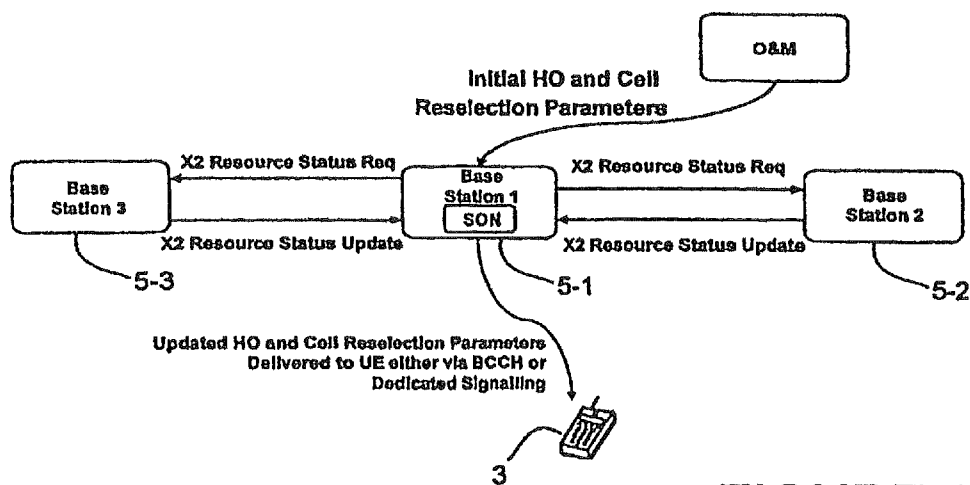 O&M
Initial HO and Cell
Reselection Parameters
X2 Resource Status Req
X2 Resource Status Req
Base
Station 3
Base
Station 1
SON
Base
Station 2
X2 Resource Status Update
X2 Resource Status Update
5-3
5-1
5-2
Updated HO and Cell Reselection Parameters
Delivered to UE either via BCCH or
Dedicated Signalling
3